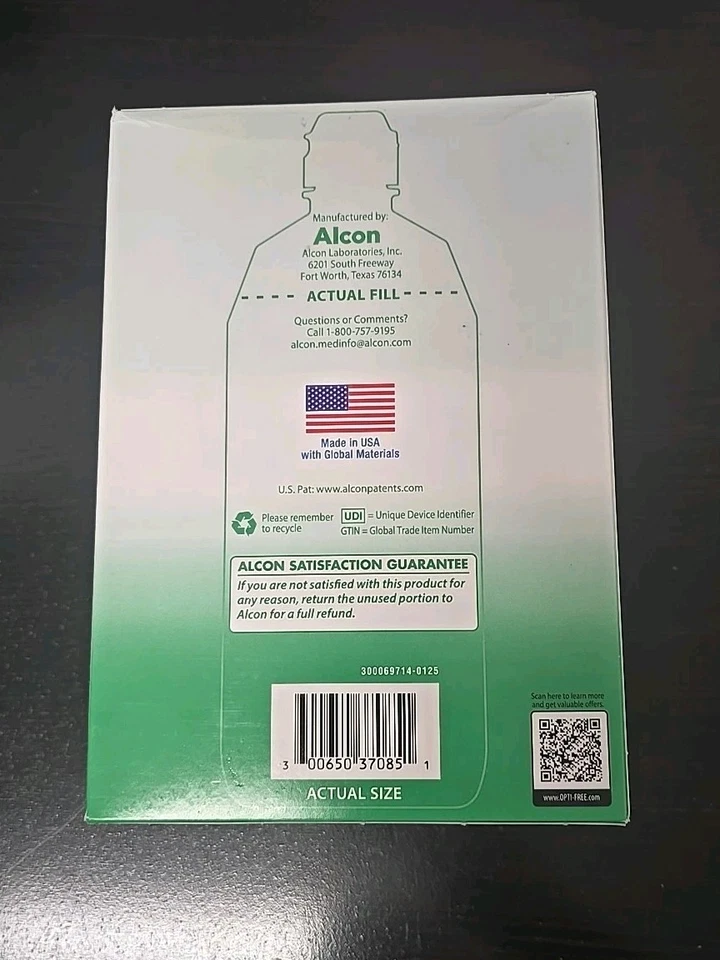 Manufactured by:
Alcon
Alcon Laboratories, Inc.
6201 South Freeway
Fort Worth, Texas 76134
ACTUAL FILL
Questions or Comments?
Call 1-800-757-9195
alcon.medinfo@alcon.com
Made in USA
with Global Materials
U.S. Pat: www.alconpatents.com
Please remember
to recycle
UDI = Unique Device Identifier
GTIN = Global Trade Item Number
ALCON SATISFACTION GUARANTEE
If you are not satisfied with this product for
any reason, return the unused portion to
Alcon for a full refund.
300069714-0125
3 00650 37085 1
ACTUAL SIZE
Scan here to learn more
and get valuable offers.
www.OPTI-FREE.com